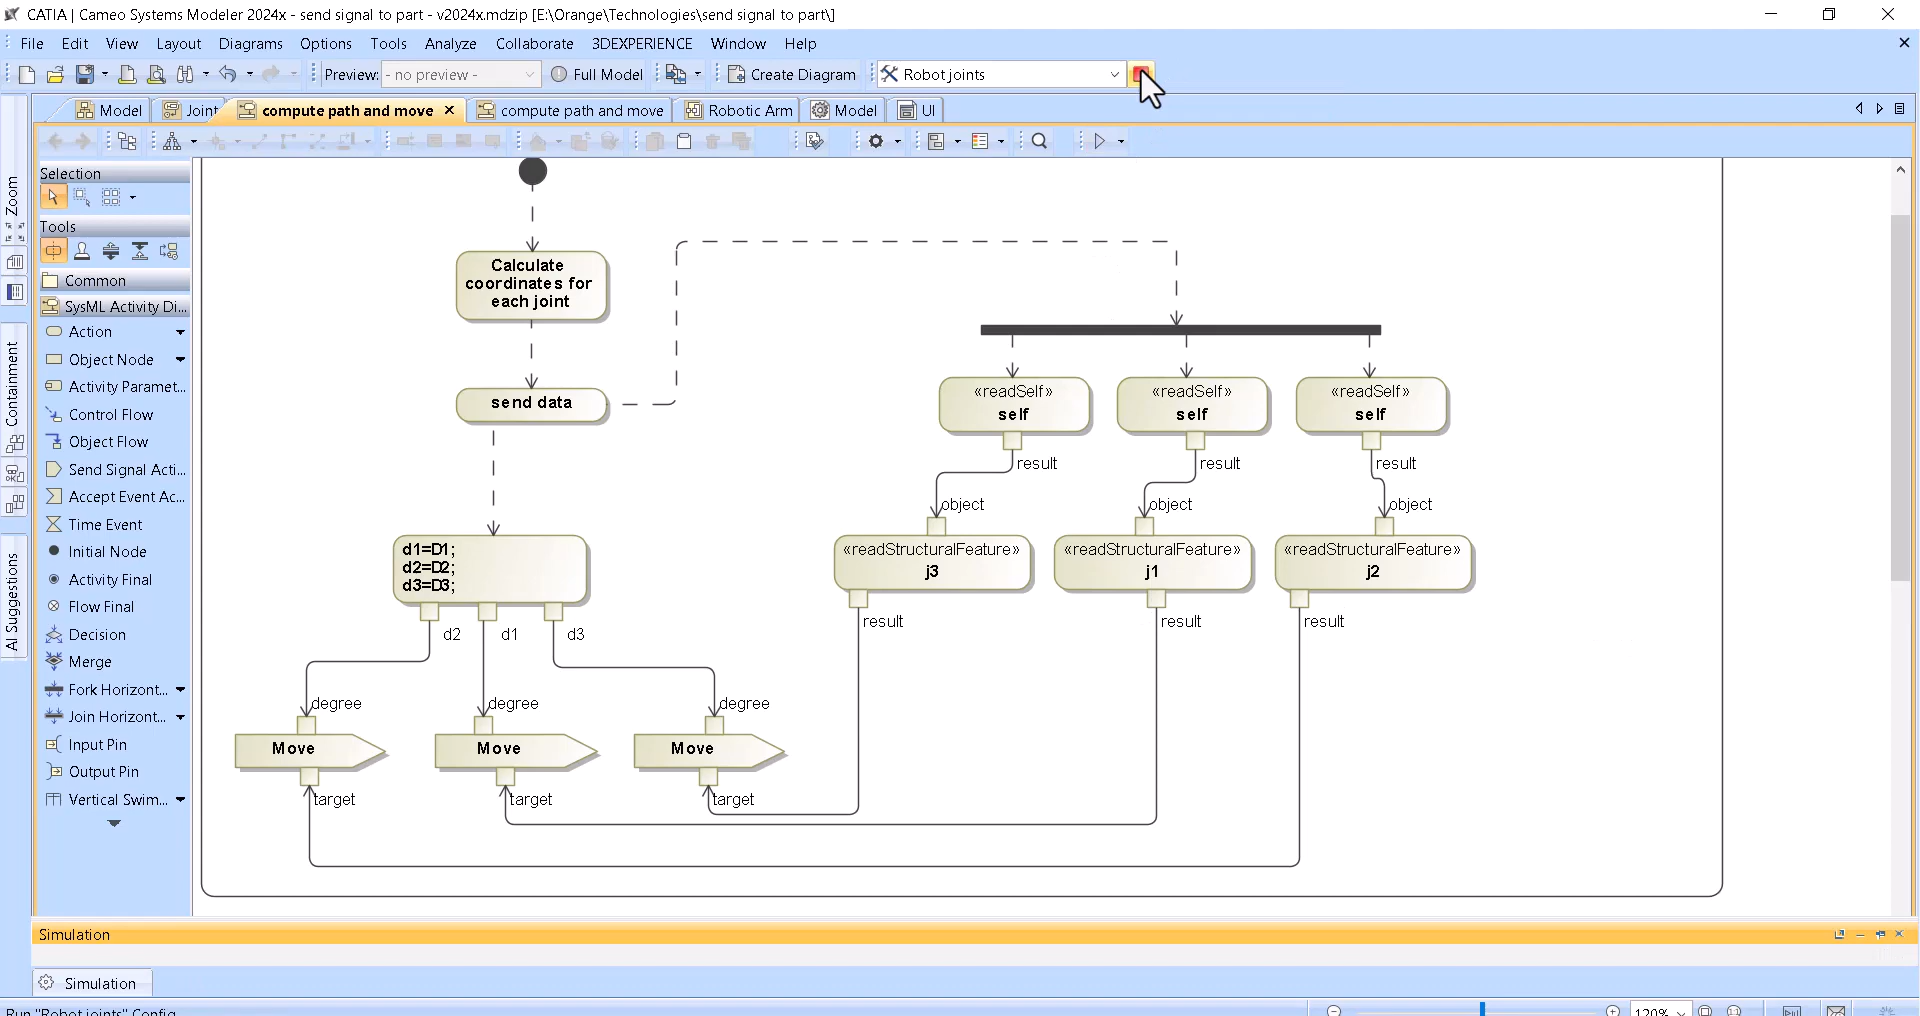 CATIA | Cameo Systems Modeler 2024x - send signal to part - v2024x.mdzip [E:\Orange\Technologies\send signal to part\]
File Edit View Layout Diagrams Options Tools Analyze Collaborate 3DEXPERIENCE Window Help
Preview: - no preview - Full Model Create Diagram Robot joints
Model Joint compute path and move compute path and move Robotic Arm Model UI
Zoom
Containment
AI Suggestions
Selection
Tools
Common
SysML Activity Di...
Action
Object Node
Activity Paramet...
Control Flow
Object Flow
Send Signal Acti...
Accept Event Ac...
Time Event
Initial Node
Activity Final
Flow Final
Decision
Merge
Fork Horizont...
Join Horizont...
Input Pin
Output Pin
Vertical Swim...
Calculate
coordinates for
each joint
send data
«readSelf» «readSelf» «readSelf»
self self self
result result result
object object object
d1=D1;
d2=D2;
d3=D3;
«readStructuralFeature» «readStructuralFeature» «readStructuralFeature»
j3 j1 j2
result result result
d2 d1 d3
degree degree degree
Move Move Move
target target target
Simulation
Simulation
Run "Robot joints" Config
120%